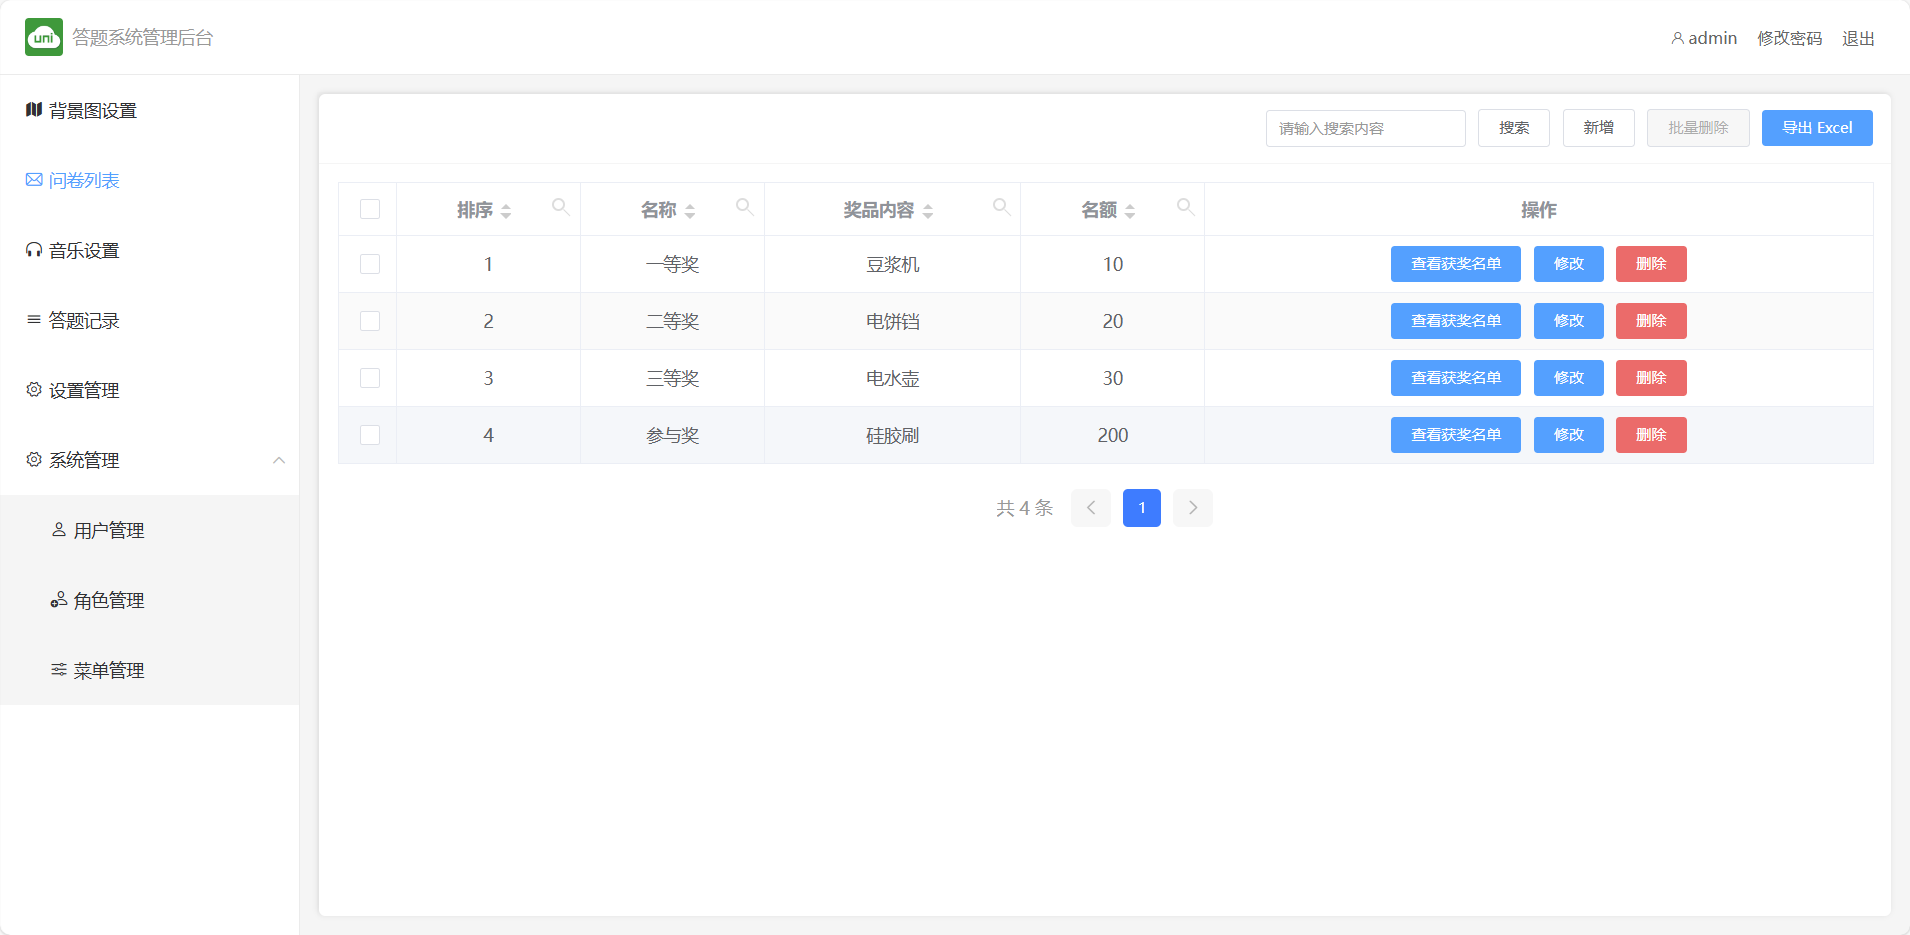 uni 答题系统管理后台
admin 修改密码 退出
背景图设置
问卷列表
音乐设置
答题记录
设置管理
系统管理
用户管理
角色管理
菜单管理
请输入搜索内容 搜索 新增 批量删除 导出 Excel
排序 名称 奖品内容 名额 操作
1 一等奖 豆浆机 10 查看获奖名单 修改 删除
2 二等奖 电饼铛 20 查看获奖名单 修改 删除
3 三等奖 电水壶 30 查看获奖名单 修改 删除
4 参与奖 硅胶刷 200 查看获奖名单 修改 删除
共 4 条 1